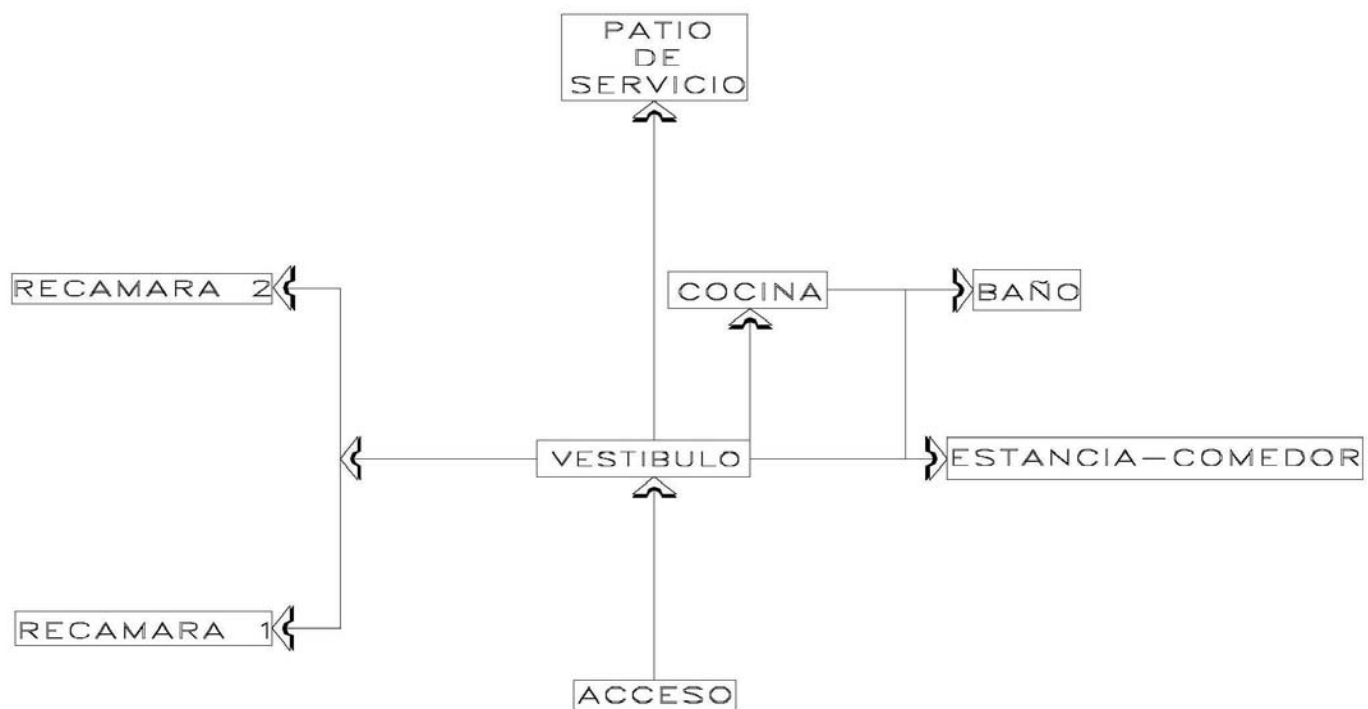 PATIO
DE
SERVICIO
RECAMARA 2
COCINA
BAÑO
VESTIBULO
ESTANCIA-COMEDOR
RECAMARA 1
ACCESO